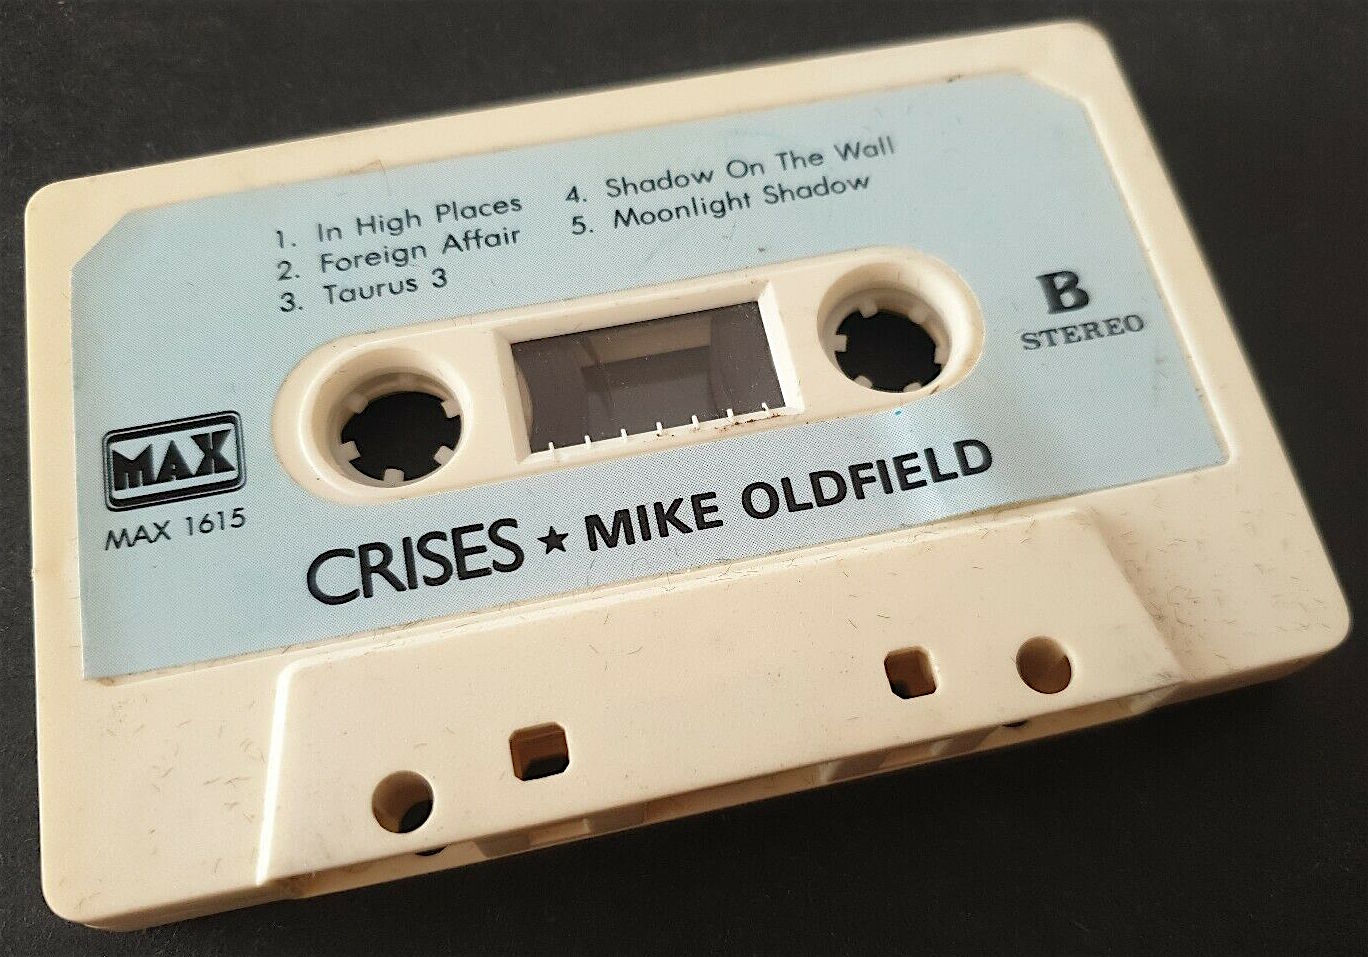 1. In High Places
2. Foreign Affair
3. Taurus 3
4. Shadow On The Wall
5. Moonlight Shadow
B
STEREO
MAX
MAX 1615
CRISES ★ MIKE OLDFIELD